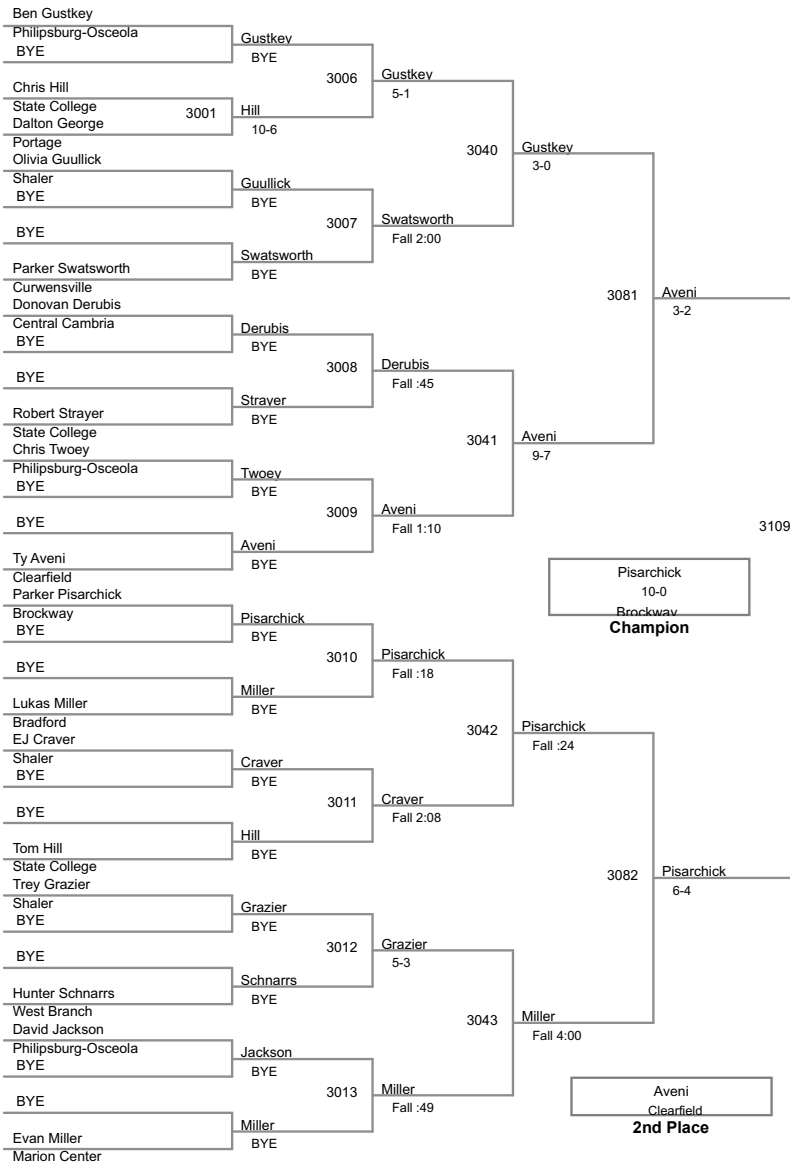 Ben Gustkey
Philipsburg-Osceola
BYE
Gustkey
BYE
3006
Gustkey
5-1
Chris Hill
State College
Dalton George
Portage
3001
Hill
10-6
3040
Gustkey
3-0
Olivia Guullick
Shaler
BYE
Guullick
BYE
3007
Swatsworth
Fall 2:00
BYE
Parker Swatsworth
Curwensville
Swatsworth
BYE
3081
Aveni
3-2
Donovan Derubis
Central Cambria
BYE
Derubis
BYE
3008
Derubis
Fall :45
BYE
Robert Strayer
State College
Strayer
BYE
3041
Aveni
9-7
Chris Twoey
Philipsburg-Osceola
BYE
Twoey
BYE
3009
Aveni
Fall 1:10
BYE
Ty Aveni
Clearfield
Aveni
BYE
3109
Pisarchick
10-0
Brockway
Champion
Parker Pisarchick
Brockway
BYE
Pisarchick
BYE
3010
Pisarchick
Fall :18
BYE
Lukas Miller
Bradford
Miller
BYE
3042
Pisarchick
Fall :24
EJ Craver
Shaler
BYE
Craver
BYE
3011
Craver
Fall 2:08
BYE
Tom Hill
State College
Hill
BYE
3082
Pisarchick
6-4
Trey Grazier
Shaler
BYE
Grazier
BYE
3012
Grazier
5-3
BYE
Hunter Schnarrs
West Branch
Schnarrs
BYE
3043
Miller
Fall 4:00
David Jackson
Philipsburg-Osceola
BYE
Jackson
BYE
3013
Miller
Fall :49
BYE
Evan Miller
Marion Center
Miller
BYE
Aveni
Clearfield
2nd Place